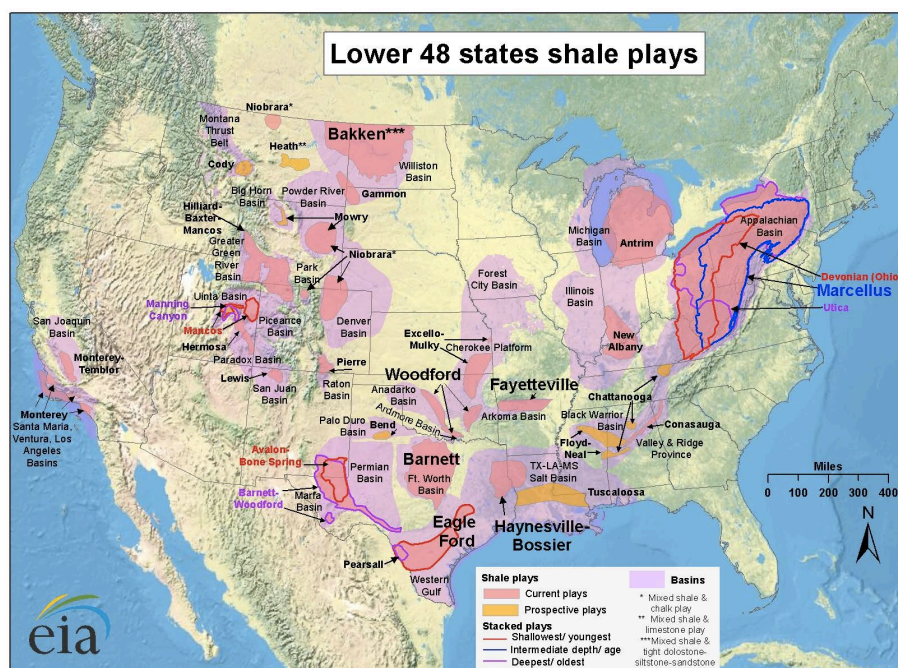 Lower 48 states shale plays
Niobrara*
Montana
Thrust
Belt
Bakken***
Heath**
Cody
Williston
Basin
Big Horn
Basin
Powder River
Basin
Gammon
Hilliard-
Baxter-
Mancos
Mowry
Greater
Green
River
Basin
Niobrara*
Park
Basin
Michigan
Basin
Antrim
Appalachian
Basin
Devonian (Ohio
Marcellus
Utica
Forest
City Basin
Illinois
Basin
Uinta Basin
Manning
Canyon
Mancos
Piceance
Basin
Denver
Basin
Hermosa
San Joaquin
Basin
Monterey-
Temblor
Paradox Basin
Excello-
Mulky
Cherokee Platform
New
Albany
Lewis
San Juan
Basin
Pierre
Raton
Basin
Woodford
Anadarko
Basin
Fayetteville
Chattanooga
Monterey
Santa Maria,
Ventura, Los
Angeles
Basins
Arkoma Basin
Ardmore Basin
Black Warrior
Basin
Conasauga
Palo Duro
Basin
Bend
Floyd-
Neal
Valley & Ridge
Province
Avalon-
Bone Spring
Permian
Basin
Barnett
Ft. Worth
Basin
TX-LA-MS
Salt Basin
Tuscaloosa
Barnett-
Woodford
Marfa
Basin
Eagle
Ford
Haynesville-
Bossier
Pearsall
Western
Gulf
Miles
0 100 200 300 400
N
Shale plays
Current plays
Prospective plays
Stacked plays
Shallowest/ youngest
Intermediate depth/ age
Deepest/ oldest
Basins
* Mixed shale &
chalk play
** Mixed shale &
limestone play
***Mixed shale &
tight dolostone-
siltstone-sandstone
eia